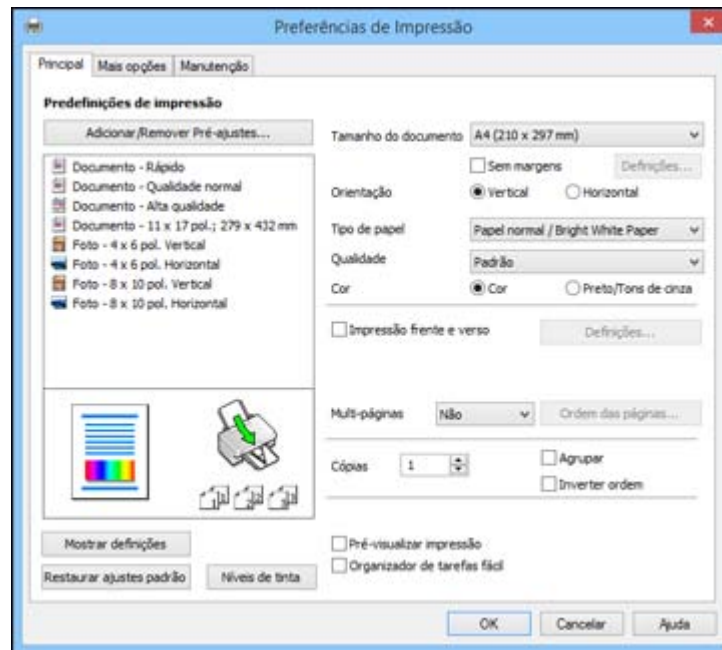 Preferências de Impressão
Principal
Mais opções
Manutenção
Predefinições de impressão
Adicionar/Remover Pré-ajustes...
Documento - Rápido
Documento - Qualidade normal
Documento - Alta qualidade
Documento - 11 x 17 pol.; 279 x 432 mm
Foto - 4 x 6 pol. Vertical
Foto - 4 x 6 pol. Horizontal
Foto - 8 x 10 pol. Vertical
Foto - 8 x 10 pol. Horizontal
Mostrar definições
Restaurar ajustes padrão
Níveis de tinta
Tamanho do documento
A4 (210 x 297 mm)
Sem margens
Definições...
Orientação
Vertical
Horizontal
Tipo de papel
Papel normal / Bright White Paper
Qualidade
Padrão
Cor
Cor
Preto/Tons de cinza
Impressão frente e verso
Definições...
Multi-páginas
Não
Ordem das páginas...
Cópias
1
Agrupar
Inverter ordem
Pré-visualizar impressão
Organizador de tarefas fácil
OK
Cancelar
Ajuda